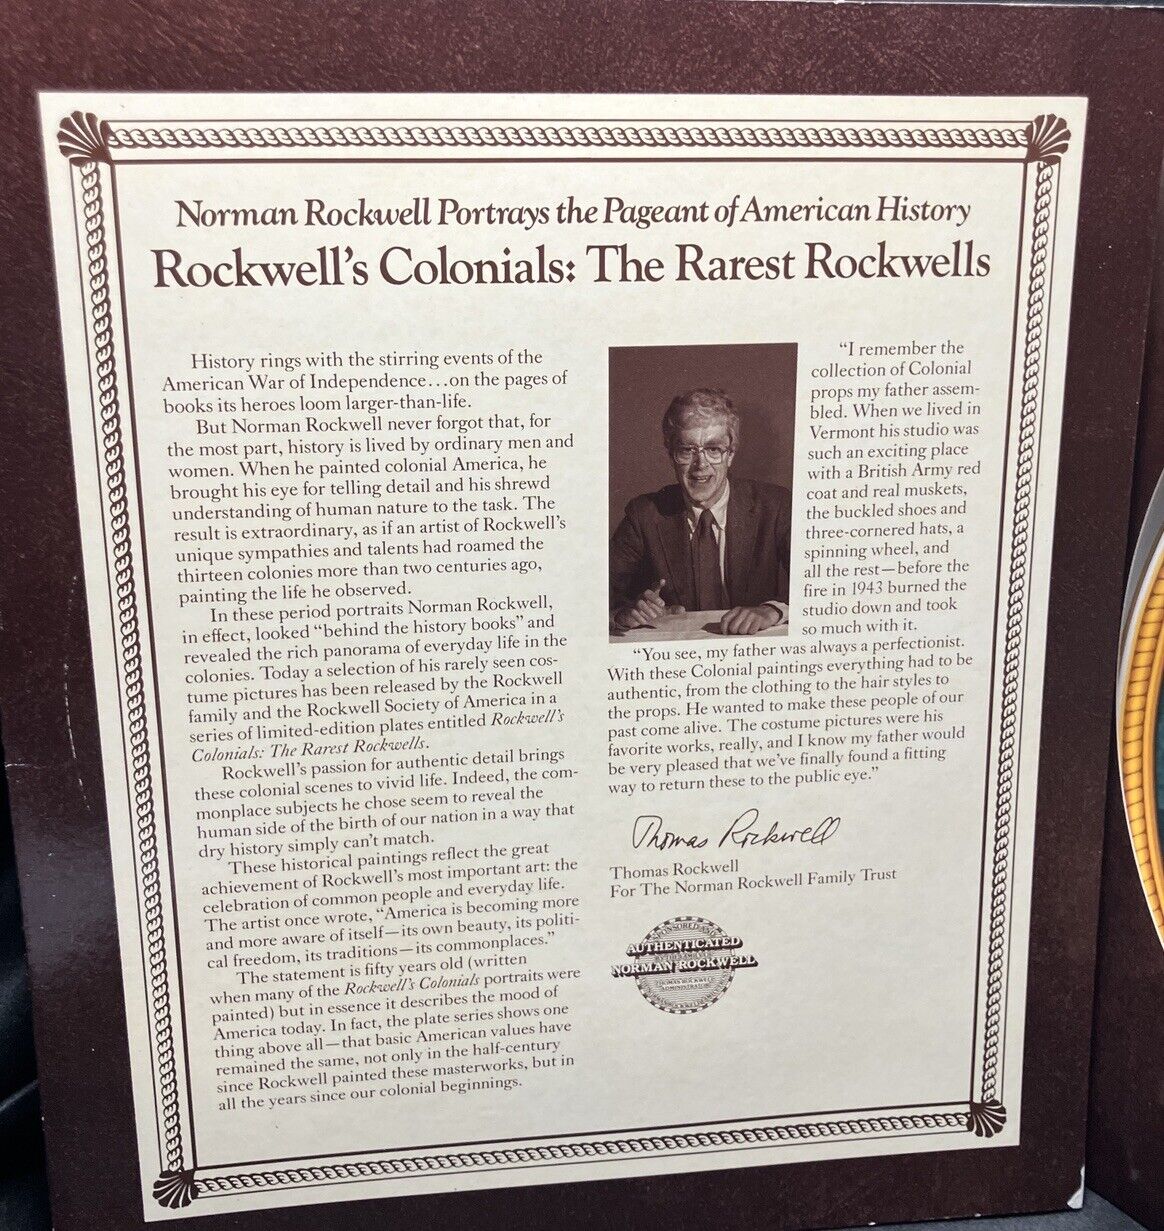 Norman Rockwell Portrays the Pageant of American History
Rockwell's Colonials: The Rarest Rockwells
History rings with the stirring events of the
American War of Independence...on the pages of
books its heroes loom larger-than-life.
But Norman Rockwell never forgot that, for
the most part, history is lived by ordinary men and
women. When he painted colonial America, he
brought his eye for telling detail and his shrewd
understanding of human nature to the task. The
result is extraordinary, as if an artist of Rockwell's
unique sympathies and talents had roamed the
thirteen colonies more than two centuries ago,
painting the life he observed.
In these period portraits Norman Rockwell,
in effect, looked "behind the history books" and
revealed the rich panorama of everyday life in the
colonies. Today a selection of his rarely seen cos-
tume pictures has been released by the Rockwell
family and the Rockwell Society of America in a
series of limited-edition plates entitled Rockwell's
Colonials: The Rarest Rockwells.
Rockwell's passion for authentic detail brings
these colonial scenes to vivid life. Indeed, the com-
monplace subjects he chose seem to reveal the
human side of the birth of our nation in a way that
dry history simply can't match.
These historical paintings reflect the great
achievement of Rockwell's most important art: the
celebration of common people and everyday life.
The artist once wrote, "America is becoming more
and more aware of itself—its own beauty, its politi-
cal freedom, its traditions—its commonplaces."
The statement is fifty years old (written
when many of the Rockwell's Colonials portraits were
painted) but in essence it describes the mood of
America today. In fact, the plate series shows one
thing above all—that basic American values have
remained the same, not only in the half-century
since Rockwell painted these masterworks, but in
all the years since our colonial beginnings.
"I remember the
collection of Colonial
props my father assem-
bled. When we lived in
Vermont his studio was
such an exciting place
with a British Army red
coat and real muskets,
the buckled shoes and
three-cornered hats, a
spinning wheel, and
all the rest—before the
fire in 1943 burned the
studio down and took
so much with it.
"You see, my father was always a perfectionist.
With these Colonial paintings everything had to be
authentic, from the clothing to the hair styles to
the props. He wanted to make these people of our
past come alive. The costume pictures were his
favorite works, really, and I know my father would
be very pleased that we've finally found a fitting
way to return these to the public eye."
Thomas Rockwell
Thomas Rockwell
For The Norman Rockwell Family Trust
AUTHENTICATED
NORMAN ROCKWELL
THOMAS ROCKWELL
ADMINISTRATOR